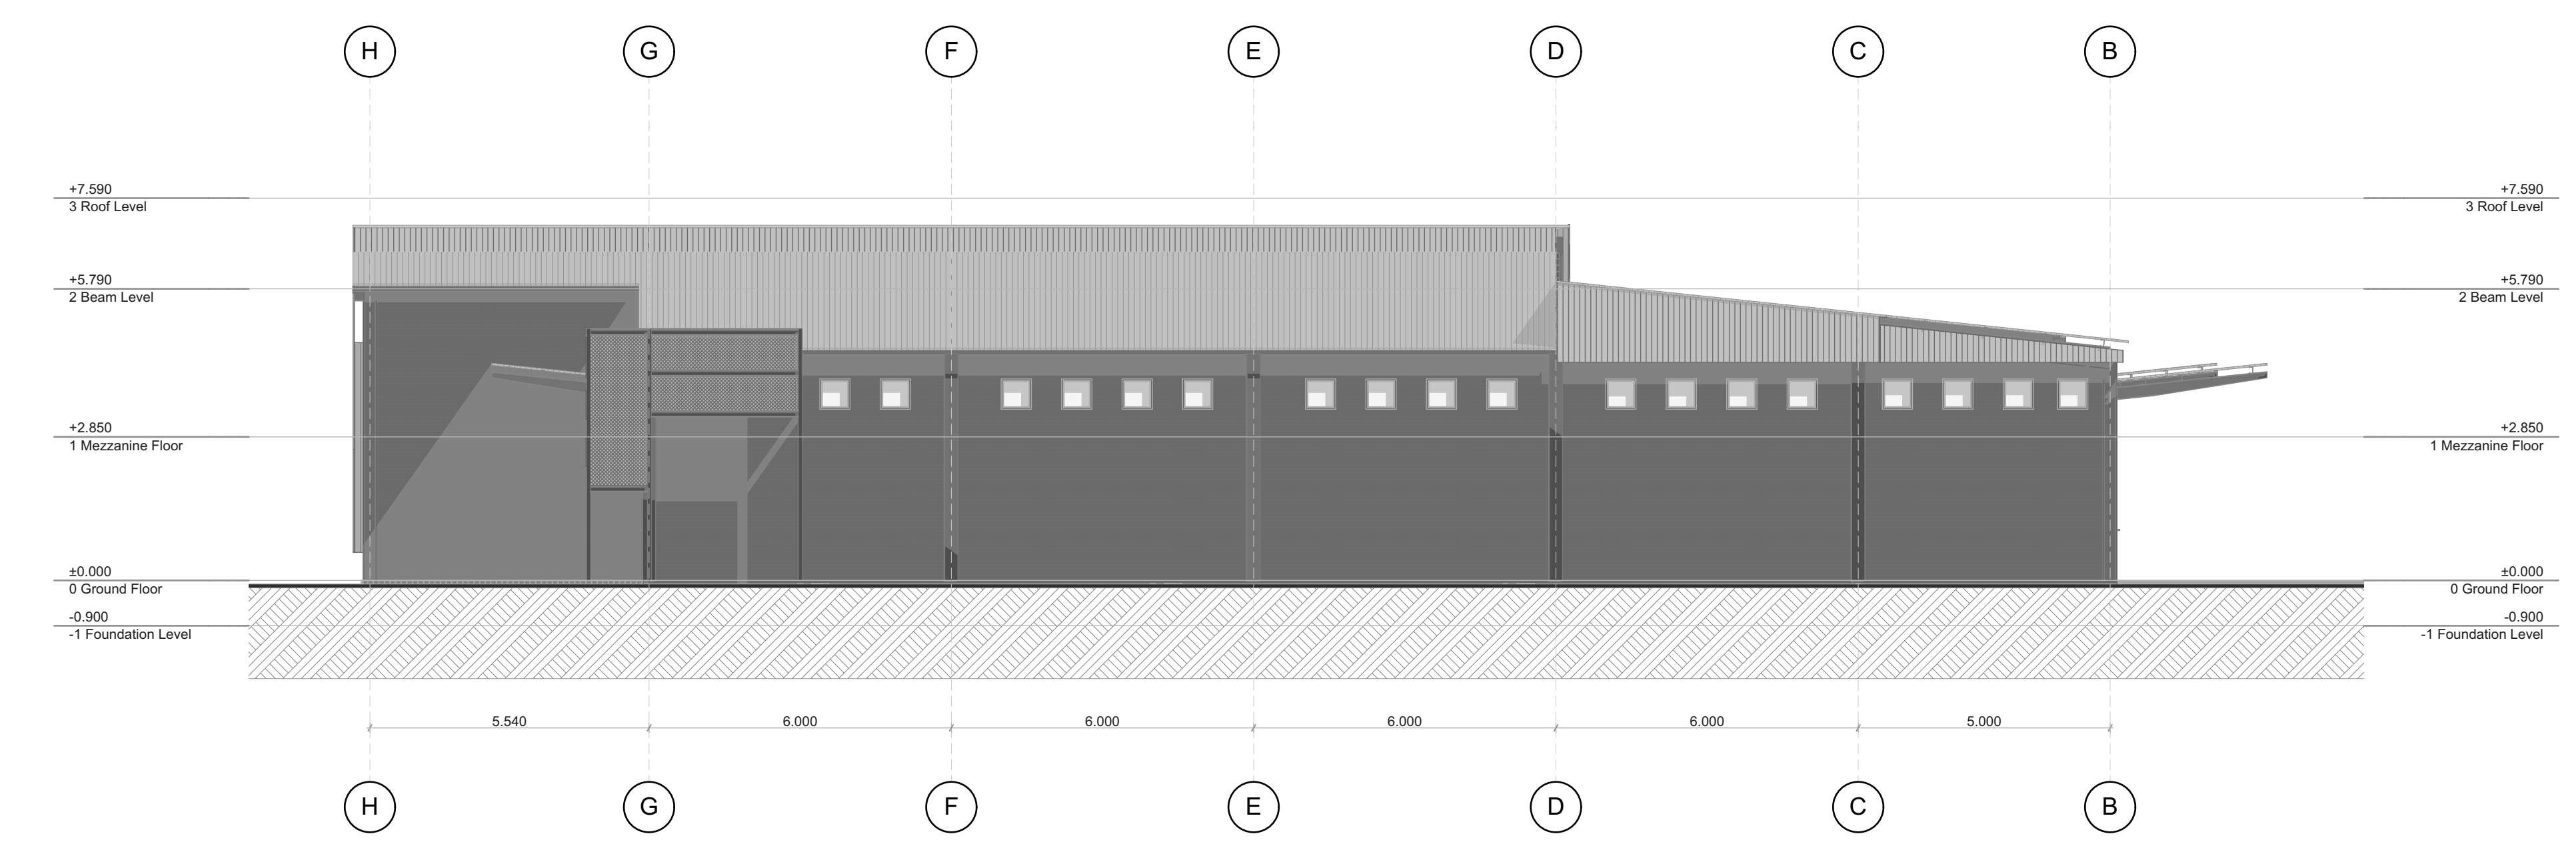 H G F E D C B
+7.590 +7.590
3 Roof Level 3 Roof Level
+5.790 +5.790
2 Beam Level 2 Beam Level
+2.850 +2.850
1 Mezzanine Floor 1 Mezzanine Floor
±0.000 ±0.000
0 Ground Floor 0 Ground Floor
-0.900 -0.900
-1 Foundation Level -1 Foundation Level
5.540 6.000 6.000 6.000 6.000 5.000
H G F E D C B